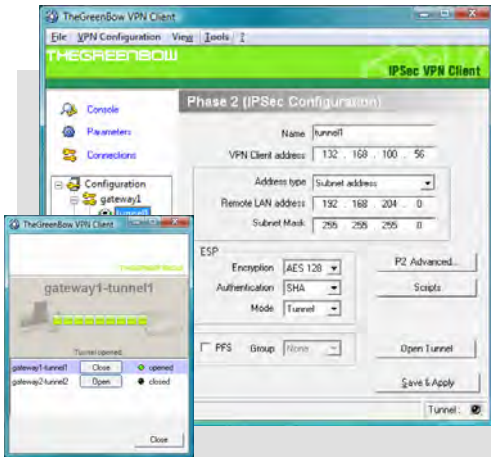 TheGreenBow VPN Client
File VPN Configuration View Tools ?
THEGREENBOW
IPSec VPN Client
Console
Parameters
Connections
Configuration
gateway1
tunnel1
Phase 2 (IPSec Configuration)
Name tunnel1
VPN Client address 132 . 168 . 100 . 56
Address type Subnet address
Remote LAN address 192 . 168 . 204 . 0
Subnet Mask 255 . 255 . 255 . 0
ESP
Encryption AES 128
Authentication SHA
Mode Tunnel
PFS Group None
P2 Advanced...
Scripts
Open Tunnel
Save & Apply
Tunnel:
TheGreenBow VPN Client
THEGREENBOW
gateway1-tunnel1
Tunnel opened
gateway1-tunnel1 Close opened
gateway2-tunnel2 Open closed
Close